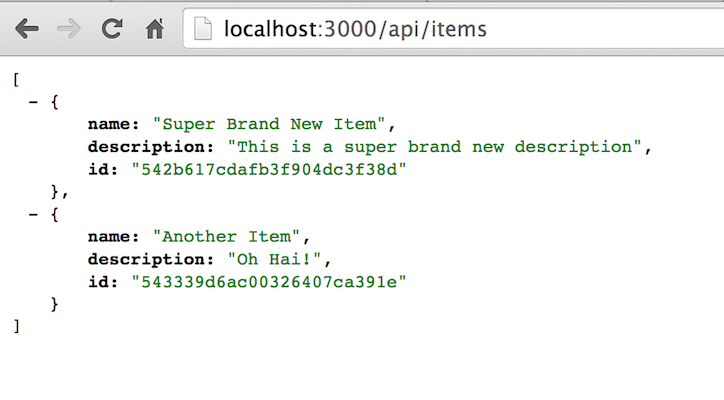 localhost:3000/api/items
[
- {
name: "Super Brand New Item",
description: "This is a super brand new description",
id: "542b617cdafb3f904dc3f38d"
},
- {
name: "Another Item",
description: "Oh Hai!",
id: "543339d6ac00326407ca391e"
}
]